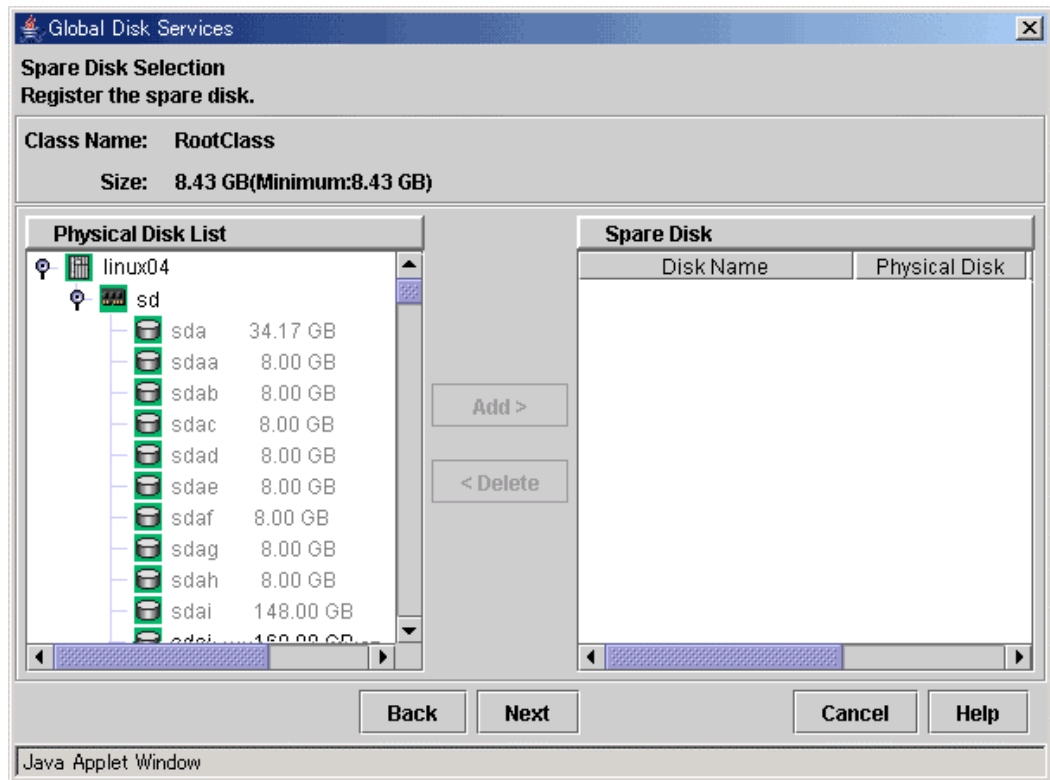 Global Disk Services
Spare Disk Selection
Register the spare disk.
Class Name: RootClass
Size: 8.43 GB(Minimum:8.43 GB)
Physical Disk List
linux04
sd
sda 34.17 GB
sdaa 8.00 GB
sdab 8.00 GB
sdac 8.00 GB
sdad 8.00 GB
sdae 8.00 GB
sdaf 8.00 GB
sdag 8.00 GB
sdah 8.00 GB
sdai 148.00 GB
Add >
< Delete
Spare Disk
Disk Name Physical Disk
Back Next Cancel Help
Java Applet Window